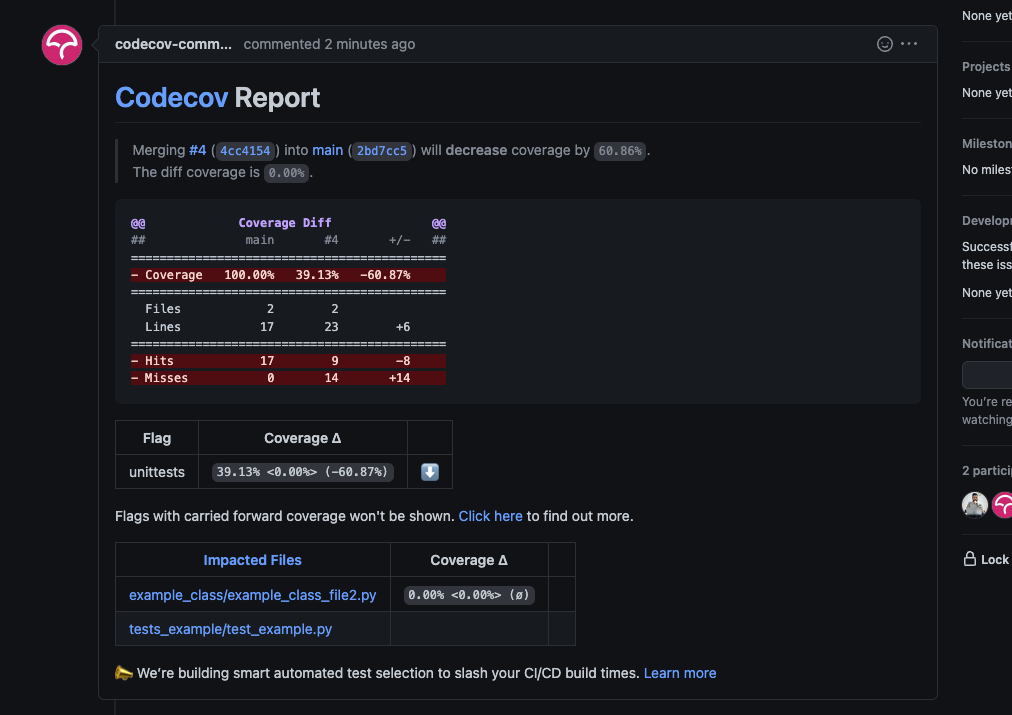 codecov-comm... commented 2 minutes ago
Codecov Report
Merging #4 (4cc4154) into main (2bd7cc5) will decrease coverage by 60.86%.
The diff coverage is 0.00%.
@@ Coverage Diff @@
## main #4 +/- ##
=============================================
- Coverage 100.00% 39.13% -60.87%
=============================================
Files 2 2
Lines 17 23 +6
=============================================
- Hits 17 9 -8
- Misses 0 14 +14
Flag Coverage Δ
unittests 39.13% <0.00%> (-60.87%)
Flags with carried forward coverage won't be shown. Click here to find out more.
Impacted Files Coverage Δ
example_class/example_class_file2.py 0.00% <0.00%> (ø)
tests_example/test_example.py
We're building smart automated test selection to slash your CI/CD build times. Learn more
None yet
Projects
None yet
Mileston
No miles
Develop
Successf
these iss
None yet
Notificat
You're re
watching
2 partici
Lock